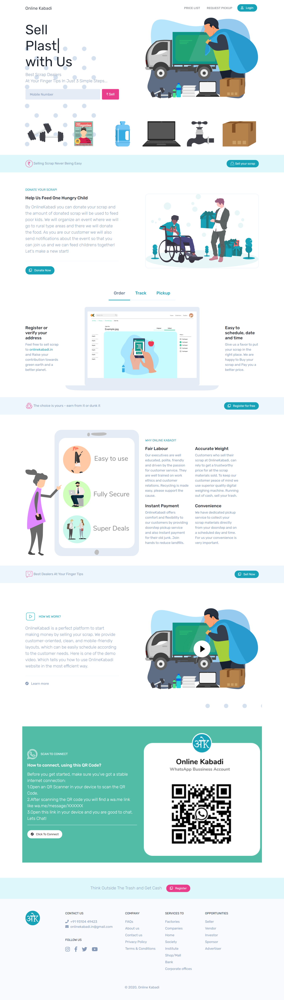 Online Kabadi
PRICE LIST
REQUEST PICKUP
Login
Sell
Plast|
with Us
Best Scrap Dealers
At Your Finger Tips In Just 3 Simple Steps...
Mobile Number
₹ Sell
Magazine
Selling Scrap Never Being Easy
Sell your scrap
DONATE YOUR SCRAP!
Help Us Feed One Hungry Child
By OnlineKabadi you can donate your scrap and
the amount of donated scrap will be used to feed
poor kids. We will organize an event where we will
go to rural type areas and there we will donate
the food. As you are our customer we will also
send notifications about the event so that you
can join us and we can feed childrens together!
Let's make a new start!
Donate Now
Order
Track
Pickup
Register or
verify your
address
Feel free to sell scrap
to onlinekabadi.in
and Raise your
contribution towards
green earth and a
better planet.
Edit file
Example.jpg
Original
Edited
Sell
Easy to
schedule, date
and time
Give us a favor to put
your scrap in the
right place. We are
happy to Buy your
scrap and Pay you a
better price.
The choice is yours - earn from it or dunk it
Register for free
Easy to use
Fully Secure
Super Deals
WHY ONLINE KABADI?
Fair Labour
Our executives are well
educated, polite, friendly
and driven by the passion
for customer service. They
are well trained on work
ethics and customer
relations. Recycling is made
easy, please support the
cause.
Accurate Weight
Customers who sell their
scrap at OnlineKabadi, can
rely to get a trustworthy
price for all the scrap
materials sold. To keep our
customer peace of mind we
use superior quality digital
weighing machine. Running
out of cash, sell your trash.
Instant Payment
OnlineKabadi offers
comfort and flexibility to
our customers by providing
doorstep pickup service
and also Instant payment
for their old junk. Join
hands to reduce landfills.
Convenience
We have dedicated pickup
service to collect your
scrap materials directly
from your doorstep and on
a scheduled day and time.
For us your convenience is
very important.
Best Dealers At Your Finger Tips
Sell Now
HOW WE WORK?
OnlineKabadi is a perfect platform to start
making money by selling your scrap. We provide
customer-oriented, clean, and mobile-friendly
layouts, which can be easily schedule according
to the customer needs. Here is one of the demo
video. Which tells you how to use OnlineKabadi
website in the most efficient way.
Learn more
SCAN TO CONNECT
How to connect, using this QR Code?
Before you get started, make sure you've got a stable
internet connection:
1.Open an QR Scanner in your device to scan the QR
Code.
2.After scanning the QR code you will find a wa.me link
like wa.me/message/XXXXXX
3.Open this link in your device and you are good to chat.
Lets Chat!
Click To Connect
ओK
Online Kabadi
WhatsApp Bussiness Account
Think Outside The Trash and Get Cash
Register
ओK
CONTACT US
+91 93104 49423
onlinekabadi.in@gmail.com
FOLLOW US
COMPANY
FAQs
About us
Contact us
Privacy Policy
Terms & Conditions
SERVICES TO
Factories
Companies
Home
Society
Institute
Shop/Mall
Bank
Corporate offices
OPPORTUNITIES
Seller
Vendor
Investor
Sponsor
Advertiser
© 2020, Online Kabadi